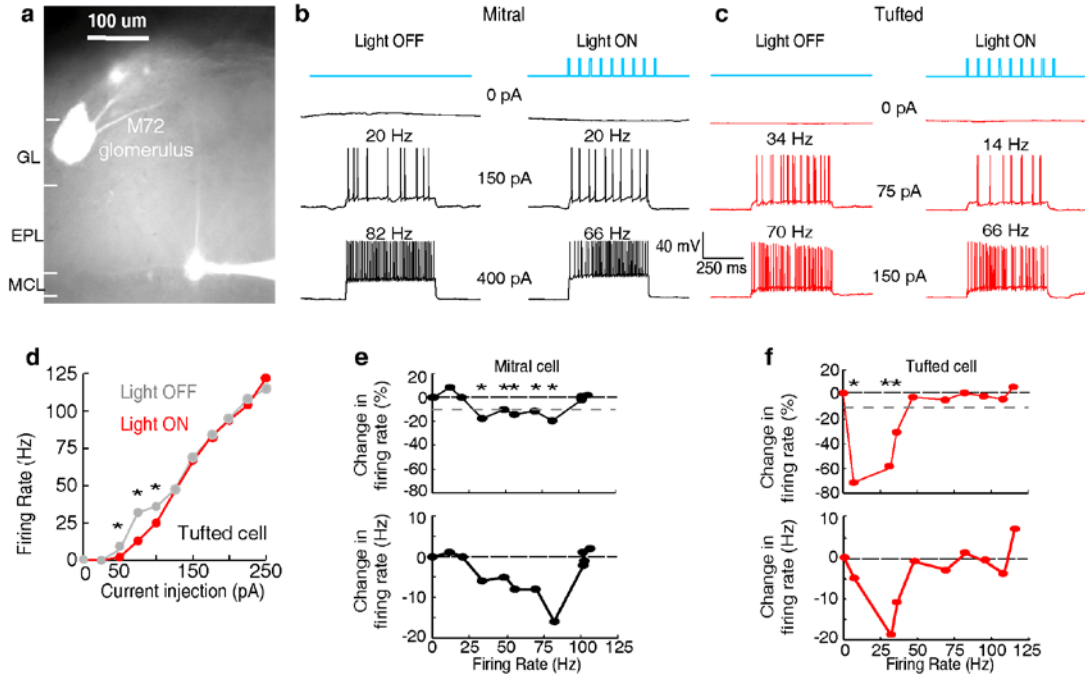 a
100 um
M72
glomerulus
GL
EPL
MCL
b
Mitral
Light OFF
Light ON
0 pA
20 Hz
20 Hz
150 pA
82 Hz
66 Hz
400 pA
40 mV
250 ms
c
Tufted
Light OFF
Light ON
0 pA
34 Hz
14 Hz
75 pA
70 Hz
66 Hz
150 pA
d
125
100
75
50
25
0
Firing Rate (Hz)
Light OFF
Light ON
*
*
*
Tufted cell
0
50
150
250
Current injection (pA)
e
Mitral cell
* ** * *
20
0
-20
-40
-60
-80
Change in
firing rate (%)
10
0
-10
-20
Change in
firing rate (Hz)
0
25
50
75
100
125
Firing Rate (Hz)
f
Tufted cell
* **
20
0
-20
-40
-60
-80
Change in
firing rate (%)
10
0
-10
-20
Change in
firing rate (Hz)
0
25
50
75
100
125
Firing Rate (Hz)